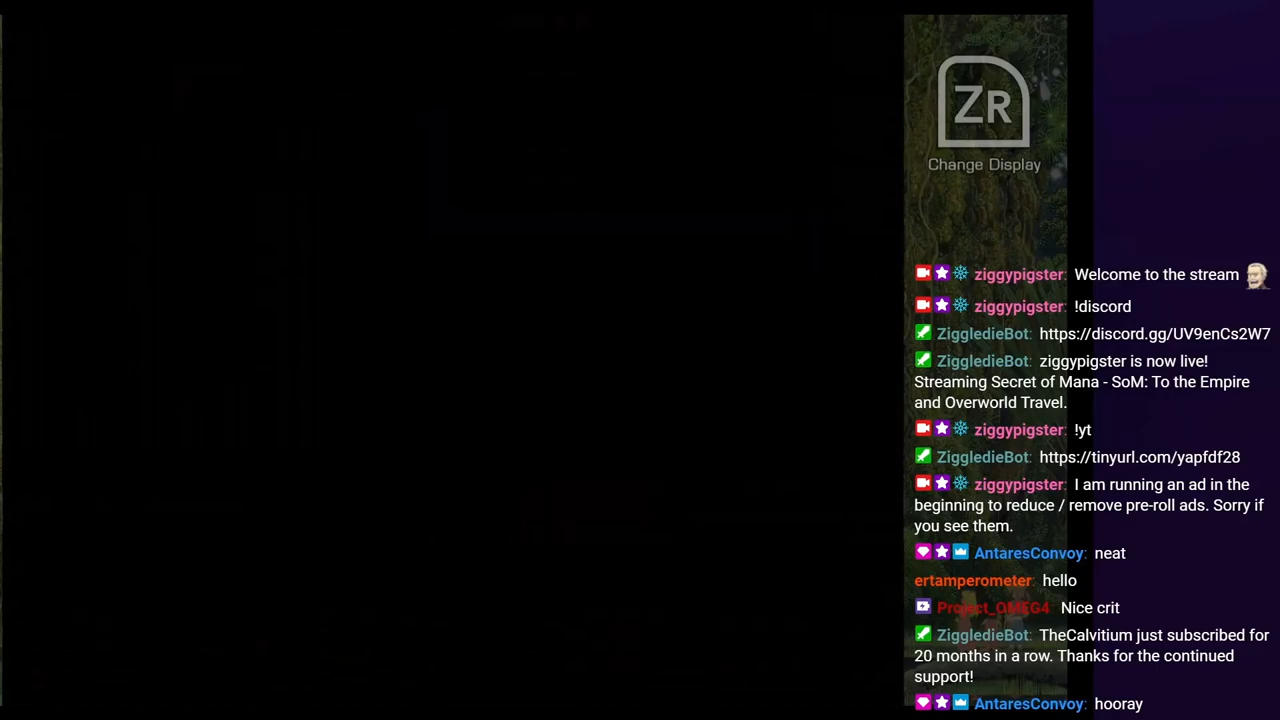 ZR
Change Display
ziggypigster: Welcome to the stream
ziggypigster: !discord
ZiggledieBot: https://discord.gg/UV9enCs2W7
ZiggledieBot: ziggypigster is now live!
Streaming Secret of Mana - SoM: To the Empire
and Overworld Travel.
ziggypigster: !yt
ZiggledieBot: https://tinyurl.com/yapfdf28
ziggypigster: I am running an ad in the
beginning to reduce / remove pre-roll ads. Sorry if
you see them.
AntaresConvoy: neat
ertamperometer: hello
Project_OMEG4: Nice crit
ZiggledieBot: TheCalvitium just subscribed for
20 months in a row. Thanks for the continued
support!
AntaresConvoy: hooray